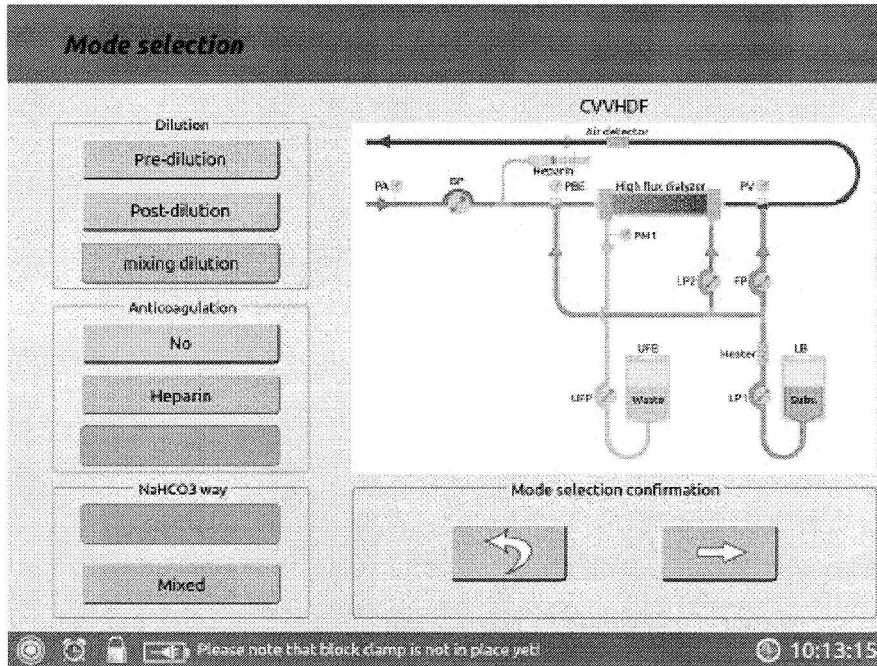 Mode selection
Dilution
Pre-dilution
Post-dilution
mixing dilution
Anticoagulation
No
Heparin
NaHCO3 way
Mixed
CVVHDF
Air detector
Heparin
PA
BP
PBE
High flux dialyzer
PV
PM1
LP2
FP
UFB
Heater
LB
UFP
Waste
LP1
Subs.
Mode selection confirmation
Please note that block clamp is not in place yet!
10:13:15